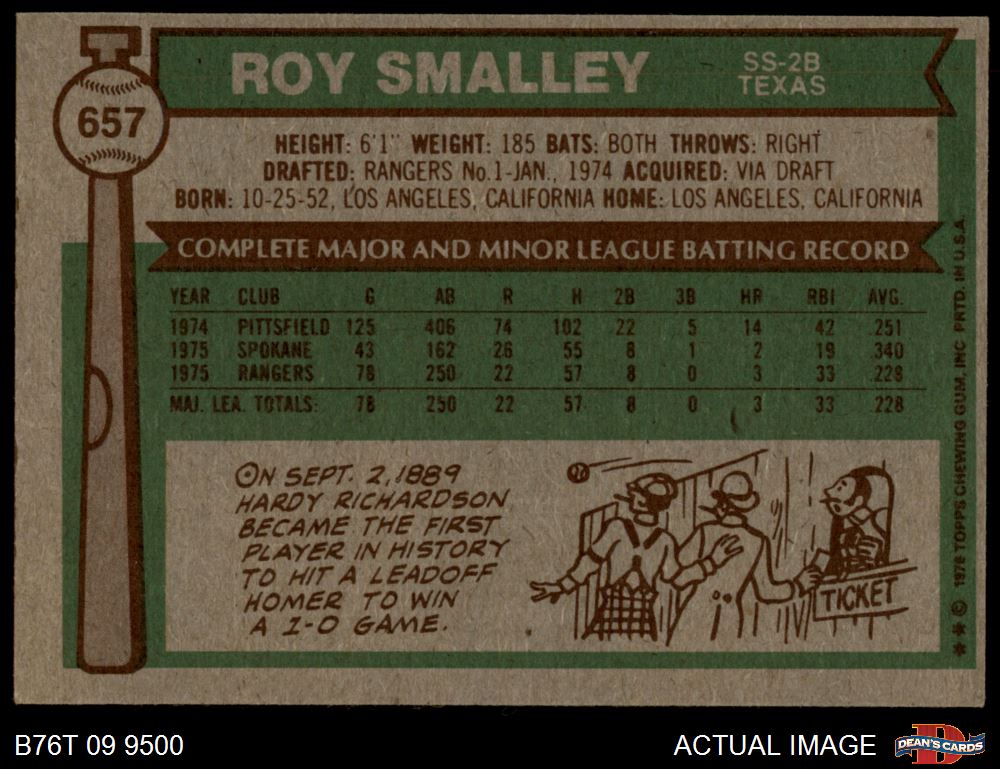 T
657
ROY SMALLEY
SS-2B
TEXAS
HEIGHT: 6'1" WEIGHT: 185 BATS: BOTH THROWS: RIGHT
DRAFTED: RANGERS No.1-JAN., 1974 ACQUIRED: VIA DRAFT
BORN: 10-25-52, LOS ANGELES, CALIFORNIA HOME: LOS ANGELES, CALIFORNIA
COMPLETE MAJOR AND MINOR LEAGUE BATTING RECORD
YEAR CLUB G AB R H 2B 3B HR RBI AVG.
1974 PITTSFIELD 125 406 74 102 22 5 14 42 .251
1975 SPOKANE 43 162 26 55 8 1 2 19 .340
1975 RANGERS 78 250 22 57 8 0 3 33 .228
MAJ. LEA. TOTALS: 78 250 22 57 8 0 3 33 .228
ON SEPT. 2, 1889
HARDY RICHARDSON
BECAME THE FIRST
PLAYER IN HISTORY
TO HIT A LEADOFF
HOMER TO WIN
A 1-0 GAME.
TICKET
** © 1976 TOPPS CHEWING GUM, INC PRTD. IN U.S.A.
B76T 09 9500
ACTUAL IMAGE
D
DEAN'S CARDS